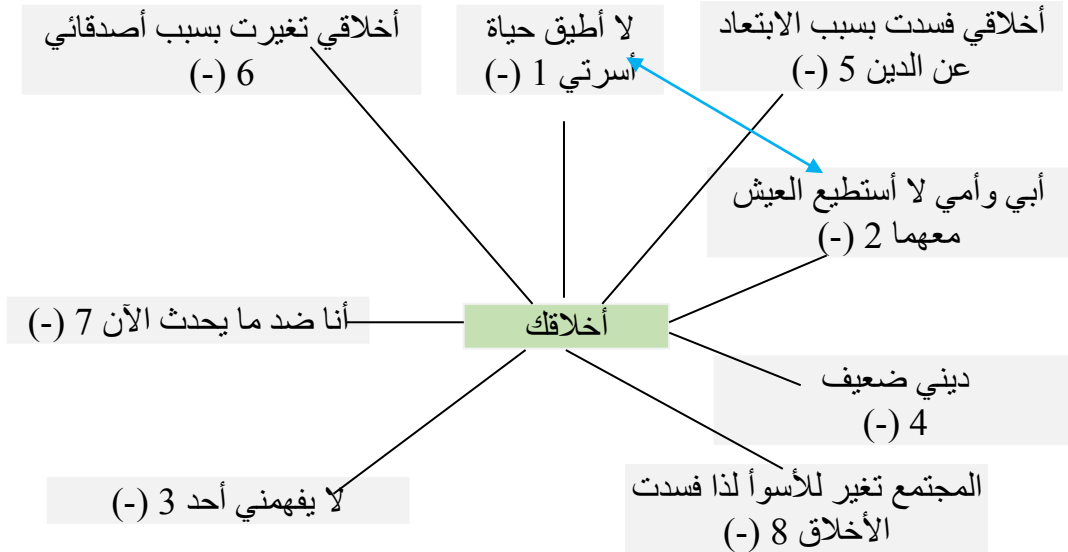 أخلاقي فسدت بسبب الابتعاد
عن الدين 5 (-)
لا أطيق حياة
أسرتي 1 (-)
أخلاقي تغيرت بسبب أصدقائي
6 (-)
أبي وأمي لا أستطيع العيش
معهما 2 (-)
أخلاقك
أنا ضد ما يحدث الآن 7 (-)
ديني ضعيف
4 (-)
المجتمع تغير للأسوأ لذا فسدت
الأخلاق 8 (-)
لا يفهمني أحد 3 (-)